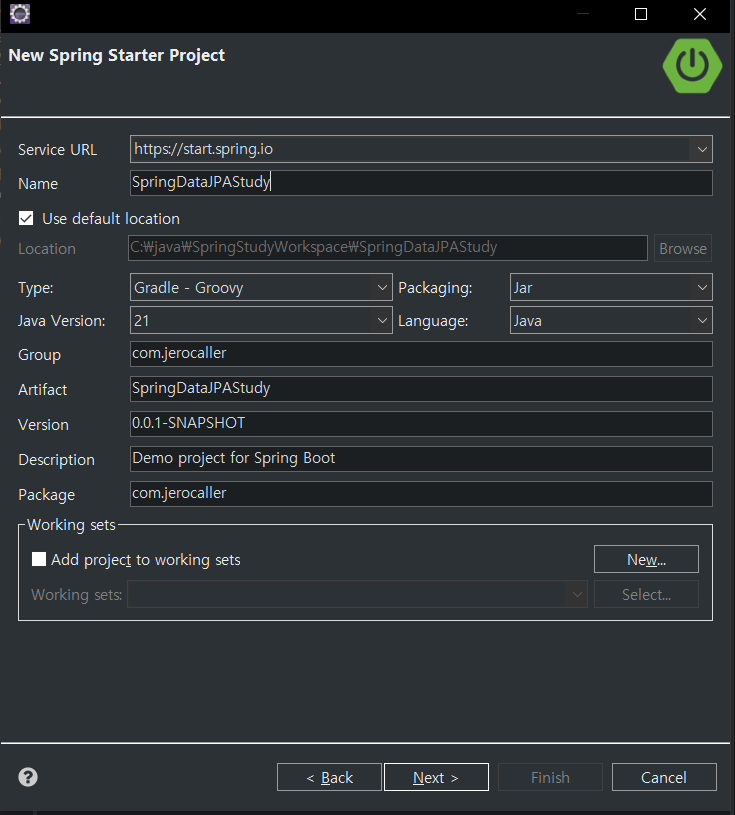 New Spring Starter Project
Service URL https://start.spring.io
Name SpringDataJPAStudy
Use default location
Location C:₩java₩SpringStudyWorkspace₩SpringDataJPAStudy Browse
Type: Gradle - Groovy Packaging: Jar
Java Version: 21 Language: Java
Group com.jerocaller
Artifact SpringDataJPAStudy
Version 0.0.1-SNAPSHOT
Description Demo project for Spring Boot
Package com.jerocaller
Working sets
Add project to working sets New...
Working sets: Select...
? < Back Next > Finish Cancel